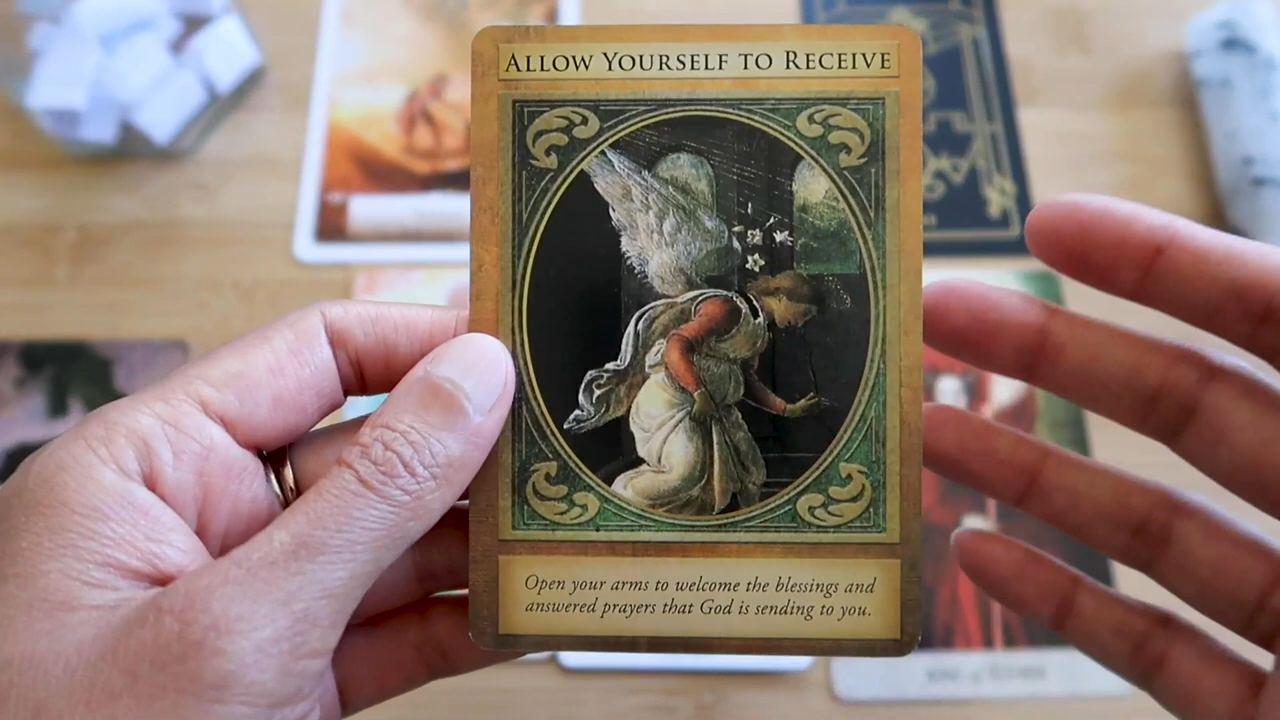 ALLOW YOURSELF TO RECEIVE
Open your arms to welcome the blessings and
answered prayers that God is sending to you.